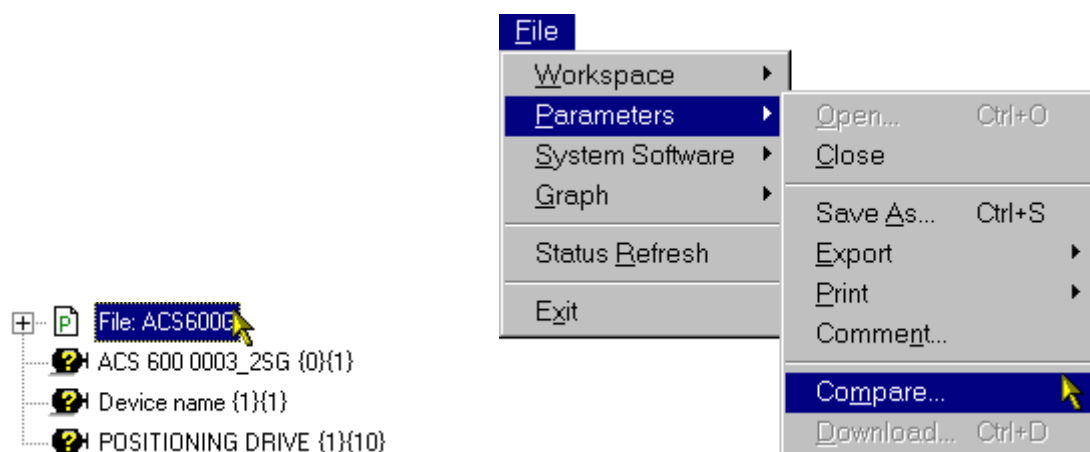 File
Workspace
Parameters
System Software
Graph
Status Refresh
Exit
Open... Ctrl+O
Close
Save As... Ctrl+S
Export
Print
Comment...
Compare...
Download... Ctrl+D
P File: ACS600G
? ACS 600 0003_2SG {0}{1}
? Device name {1}{1}
? POSITIONING DRIVE {1}{10}